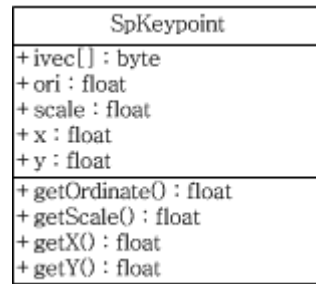 SpKeypoint
+ ivec[] : byte
+ ori : float
+ scale : float
+ x : float
+ y : float
+ getOrdinate() : float
+ getScale() : float
+ getX() : float
+ getY() : float